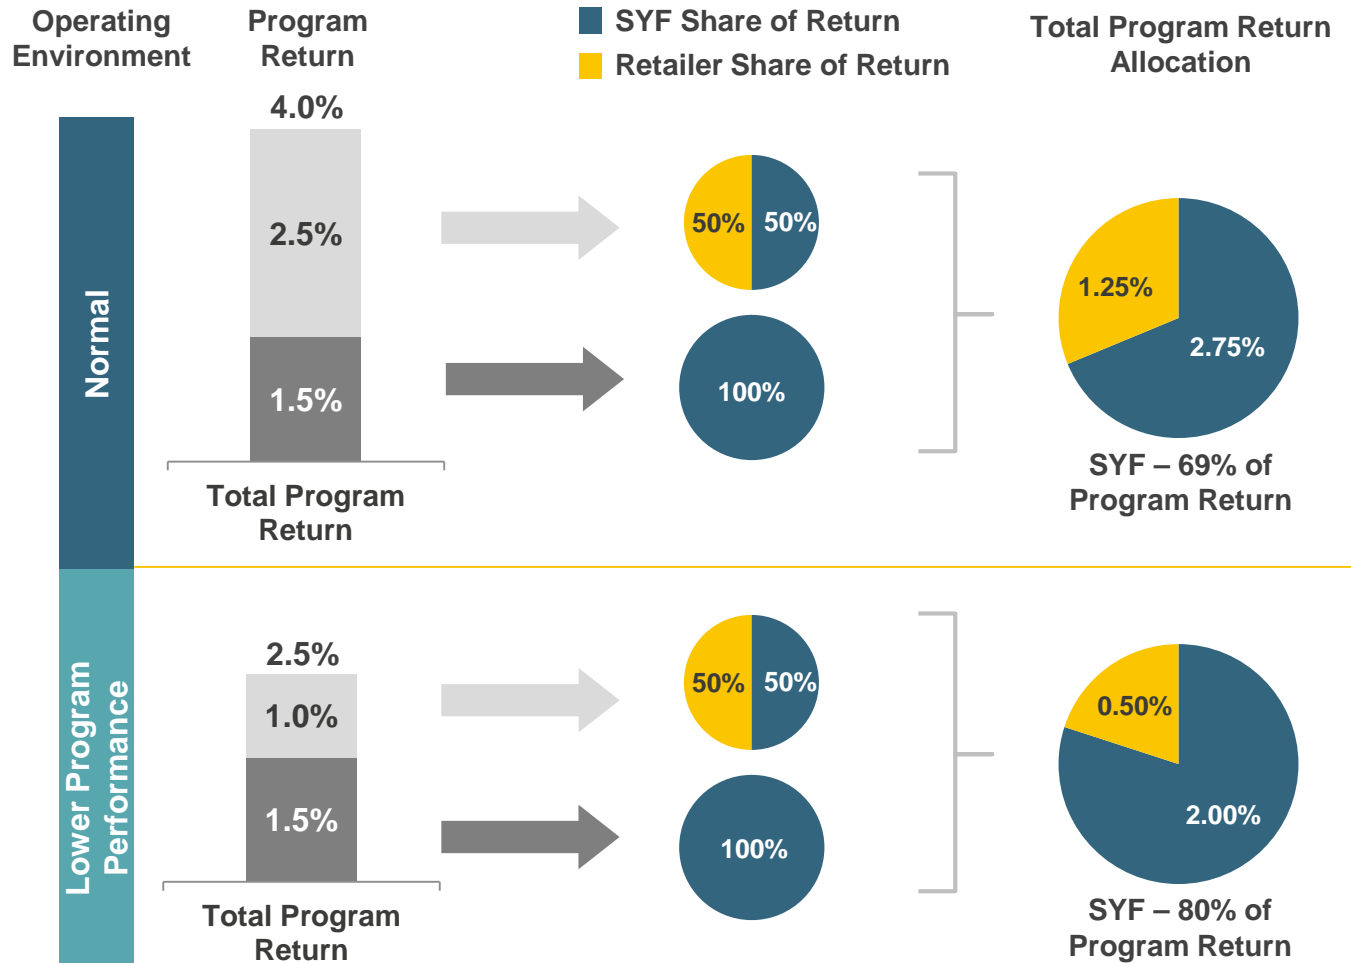 Operating
Environment
Program
Return
SYF Share of Return
Retailer Share of Return
Total Program Return
Allocation
Normal
4.0%
2.5%
1.5%
Total Program
Return
50%
50%
100%
1.25%
2.75%
SYF – 69% of
Program Return
Lower Program
Performance
2.5%
1.0%
1.5%
Total Program
Return
50%
50%
100%
0.50%
2.00%
SYF – 80% of
Program Return